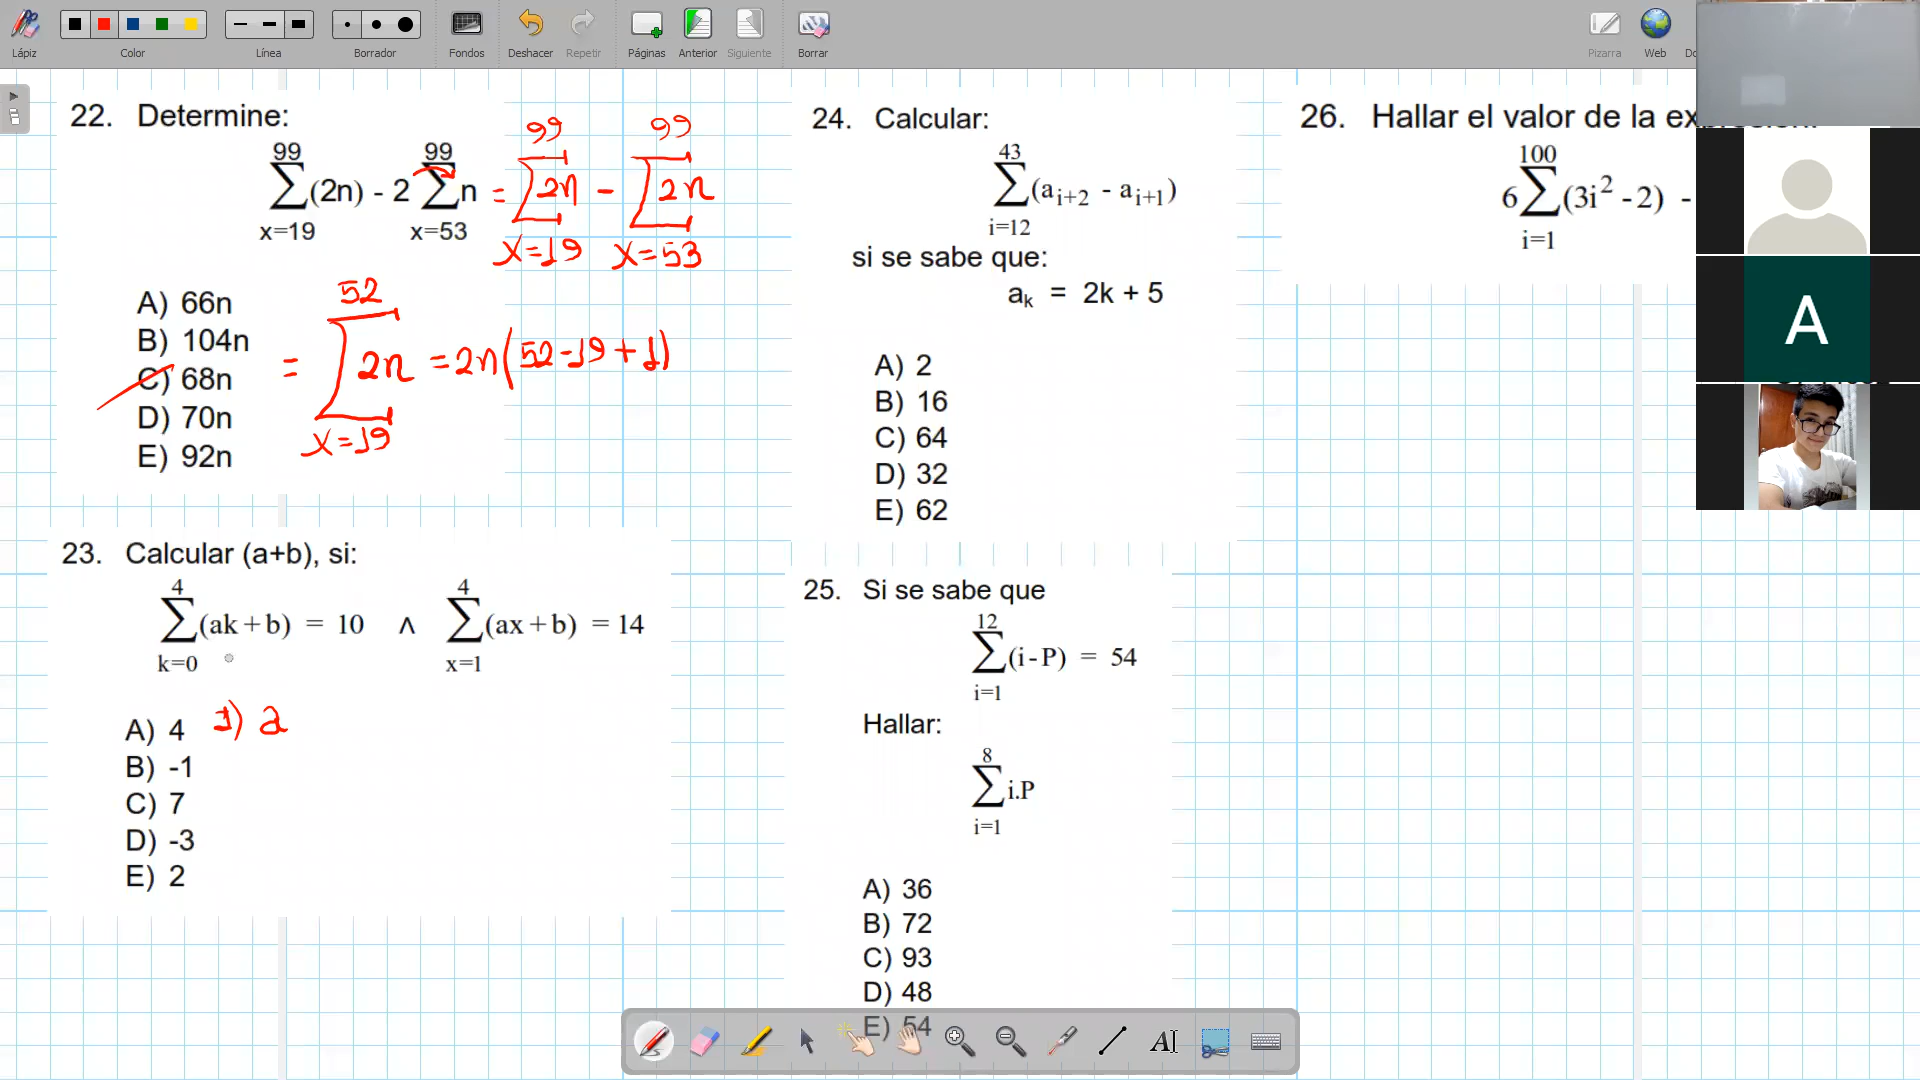 Lápiz
Color
Línea
Borrador
Fondos
Deshacer
Repetir
Páginas
Anterior
Siguiente
Borrar
Pizarra
Web
22. Determine:
99 99
∑(2n) - 2∑n
x=19 x=53
99 99
= ∑ 2n - ∑ 2n
x=19 x=53
A) 66n
B) 104n
C) 68n
D) 70n
E) 92n
52
= ∑ 2n = 2n(52-19+1)
x=19
23. Calcular (a+b), si:
4 4
∑(ak+b) = 10 ∧ ∑(ax+b) = 14
k=0 x=1
A) 4
B) -1
C) 7
D) -3
E) 2
1) a
24. Calcular:
43
∑(aᵢ₊₂ - aᵢ₊₁)
i=12
si se sabe que:
aₖ = 2k + 5
A) 2
B) 16
C) 64
D) 32
E) 62
25. Si se sabe que
12
∑(i-P) = 54
i=1
Hallar:
8
∑i.P
i=1
A) 36
B) 72
C) 93
D) 48
E) 54
26. Hallar el valor de la expresión:
100
6∑(3i² - 2) -
i=1
A